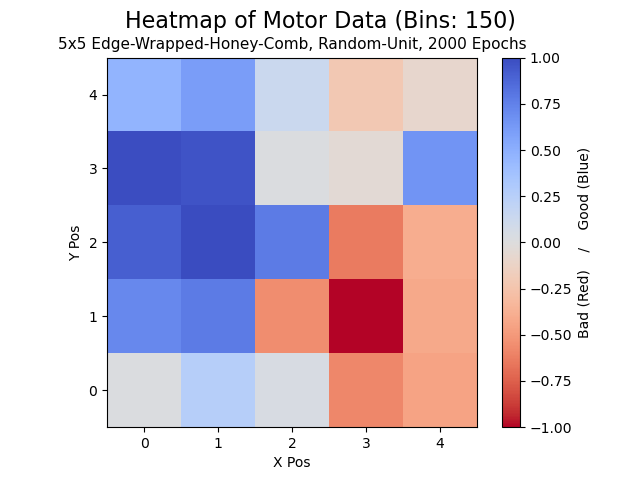 Heatmap of Motor Data (Bins: 150)
5x5 Edge-Wrapped-Honey-Comb, Random-Unit, 2000 Epochs
4
3
2
1
0
Y Pos
0 1 2 3 4
X Pos
1.00
0.75
0.50
0.25
0.00
−0.25
−0.50
−0.75
−1.00
Bad (Red) / Good (Blue)